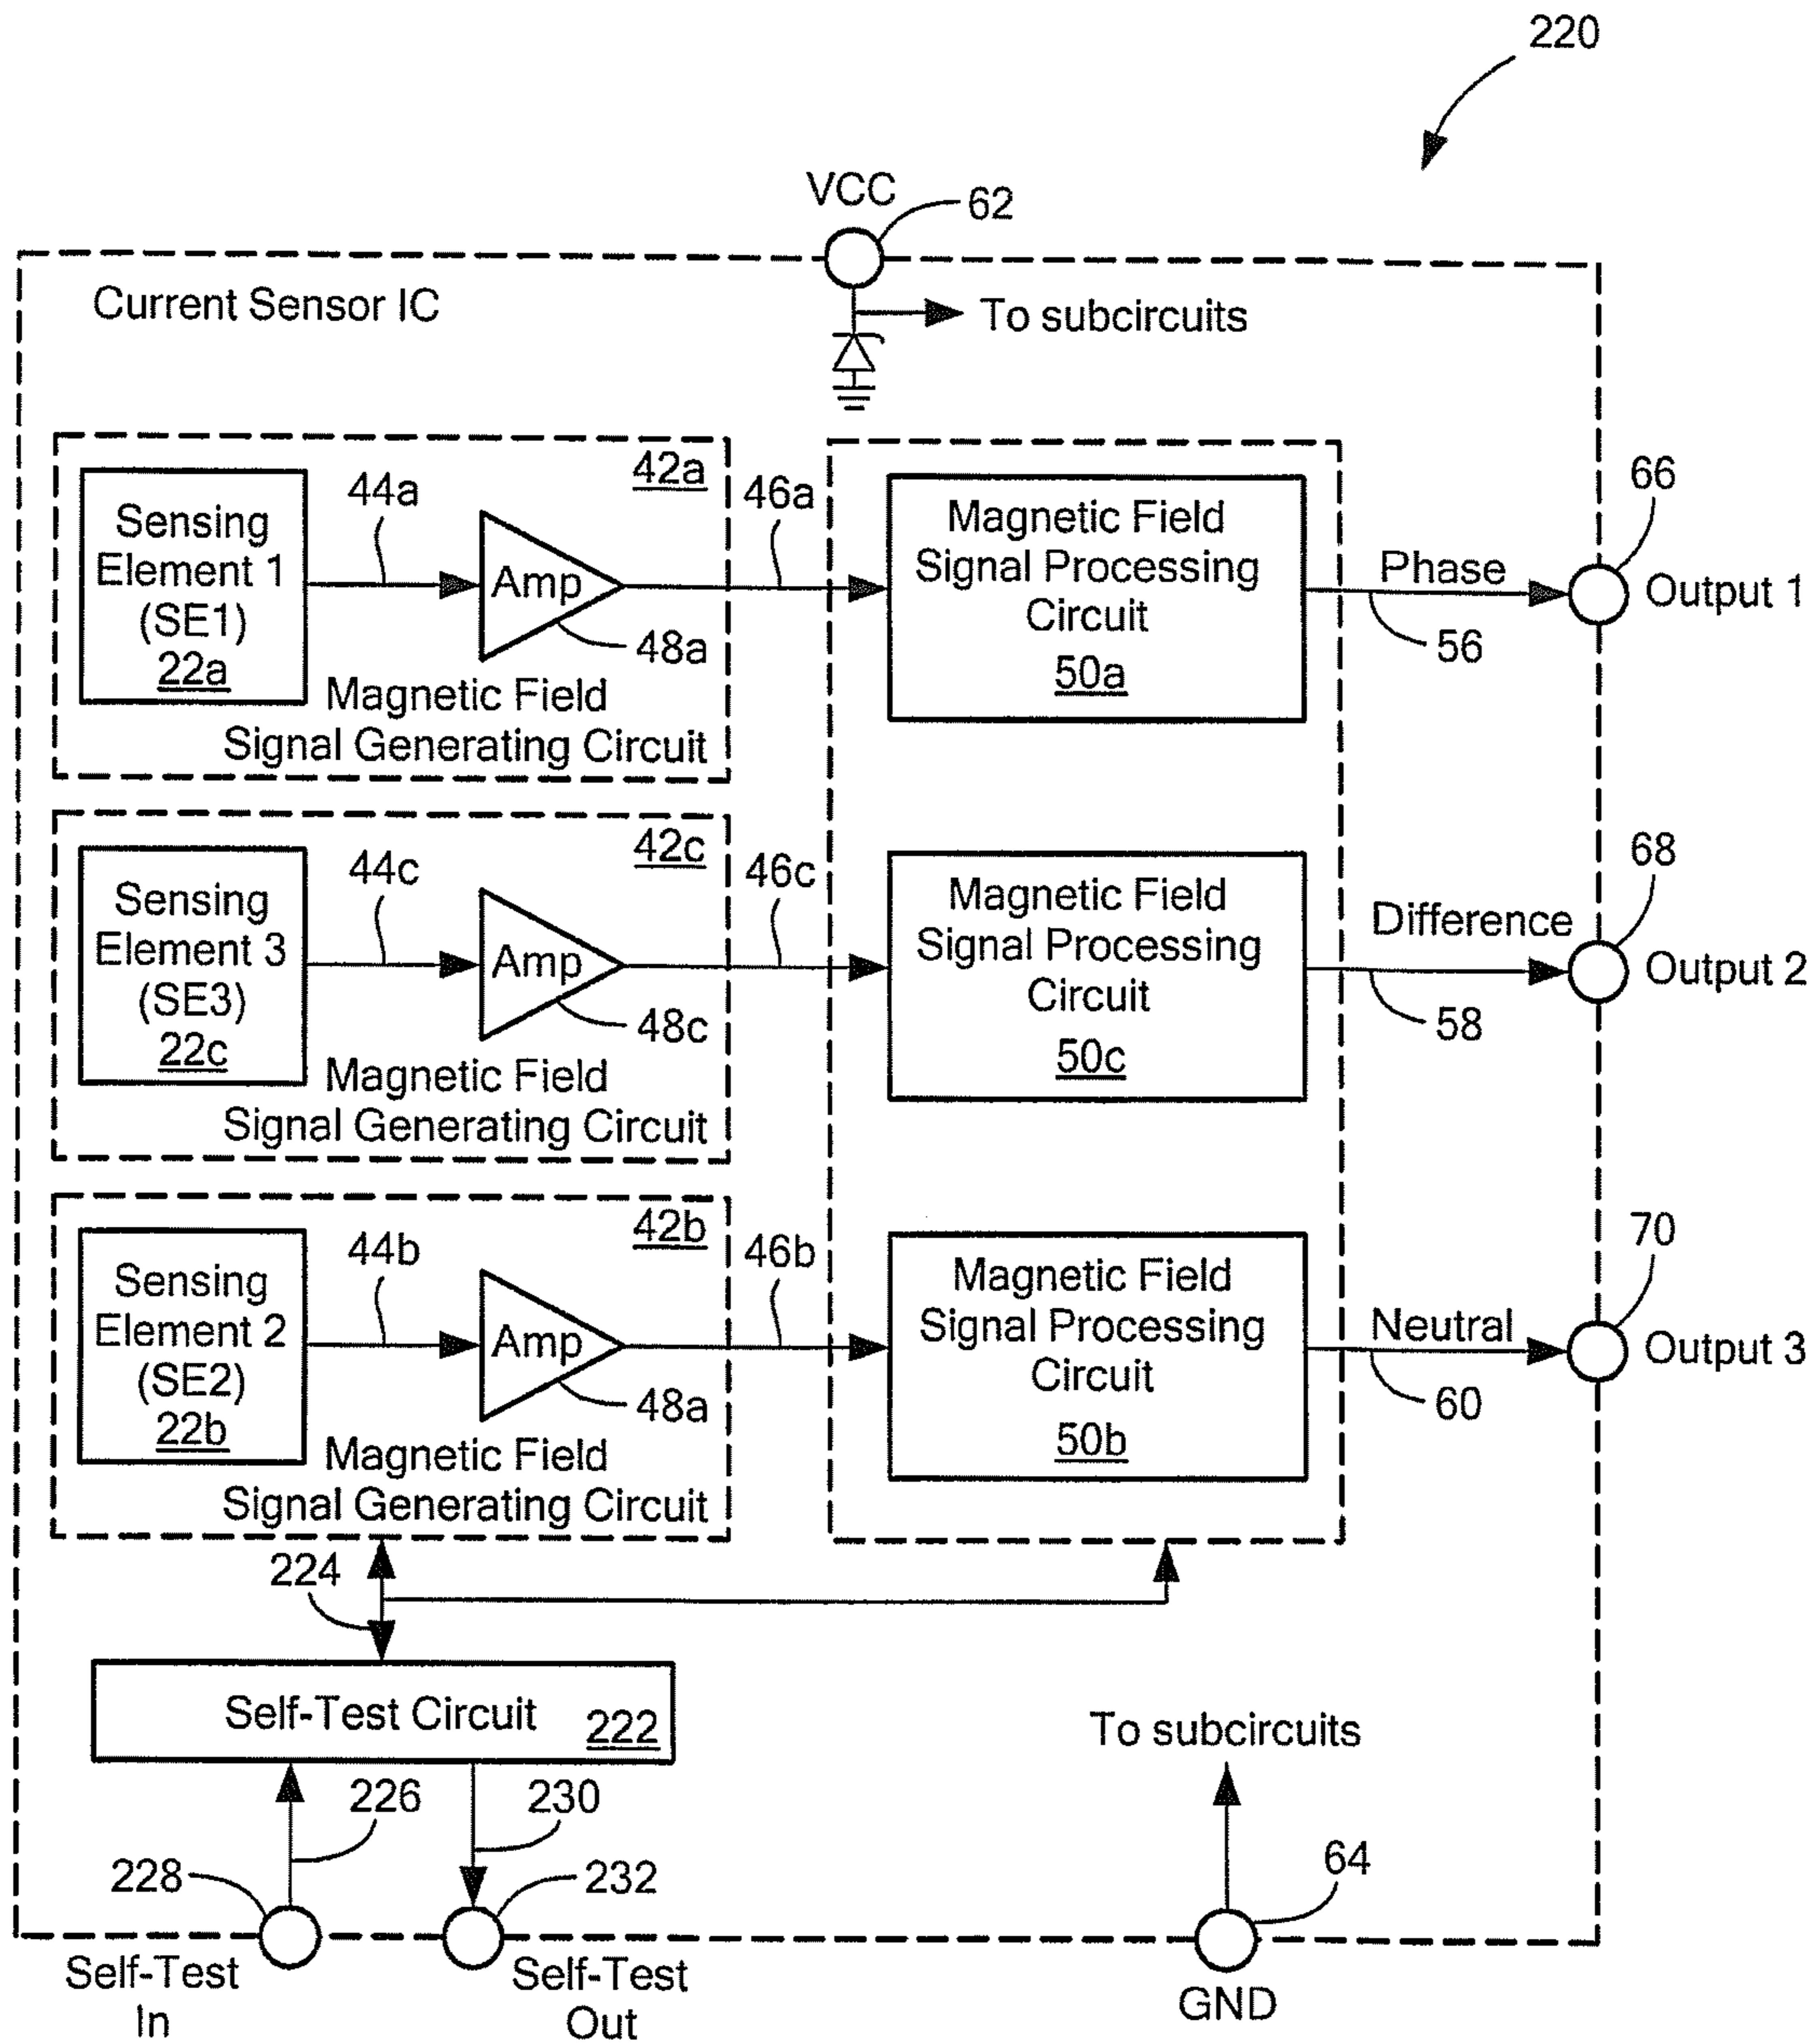 220
VCC
62
Current Sensor IC
To subcircuits
42a
Sensing
Element 1
(SE1)
22a
44a
Amp
48a
Magnetic Field
Signal Generating Circuit
46a
Magnetic Field
Signal Processing
Circuit
50a
Phase
56
66
Output 1
42c
Sensing
Element 3
(SE3)
22c
44c
Amp
48c
Magnetic Field
Signal Generating Circuit
46c
Magnetic Field
Signal Processing
Circuit
50c
Difference
58
68
Output 2
42b
Sensing
Element 2
(SE2)
22b
44b
Amp
48a
Magnetic Field
Signal Generating Circuit
46b
Magnetic Field
Signal Processing
Circuit
50b
Neutral
60
70
Output 3
224
Self-Test Circuit
222
226
230
228
232
Self-Test
In
Self-Test
Out
To subcircuits
64
GND